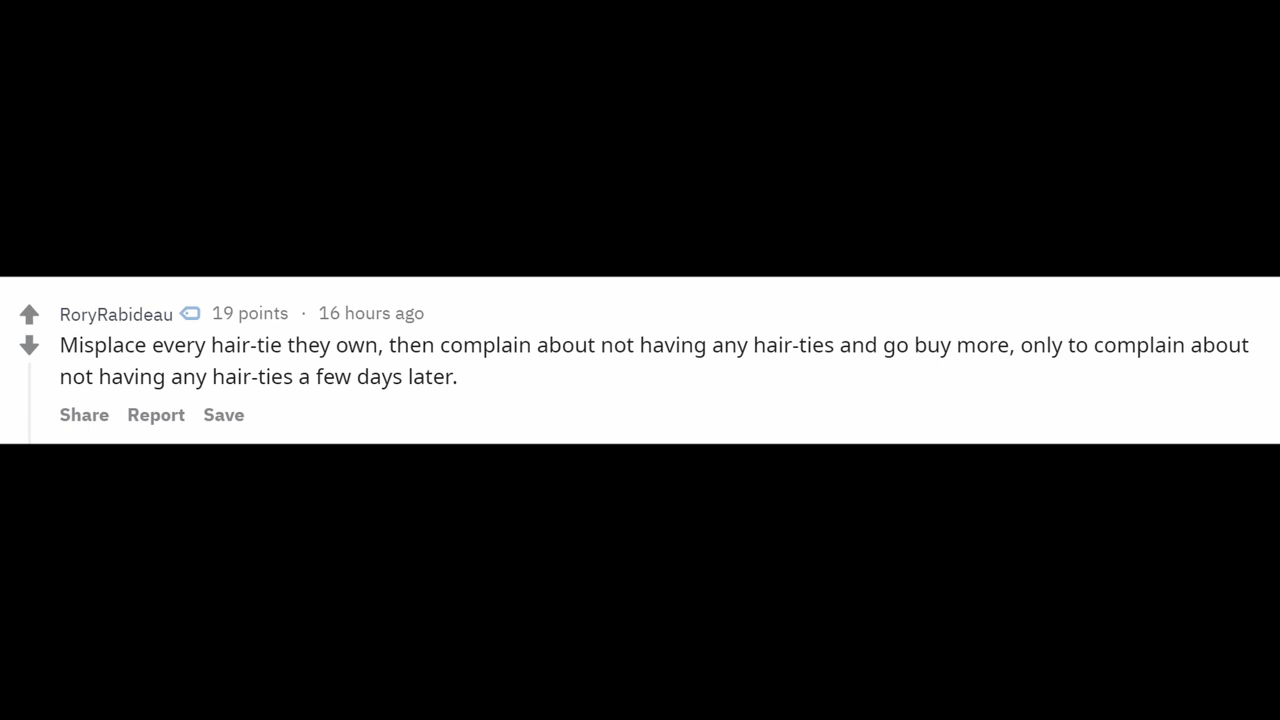 RoryRabideau 19 points · 16 hours ago
Misplace every hair-tie they own, then complain about not having any hair-ties and go buy more, only to complain about
not having any hair-ties a few days later.
Share Report Save